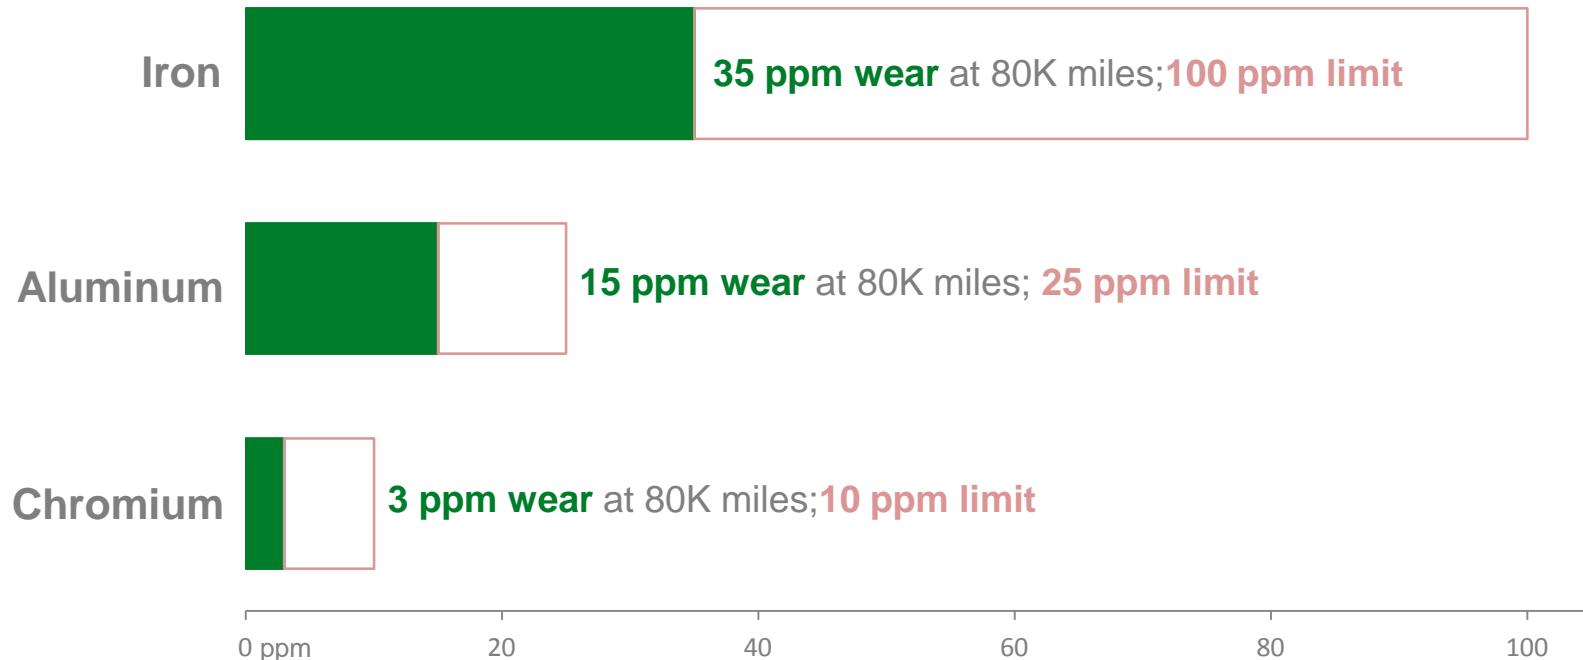 Iron
35 ppm wear at 80K miles;100 ppm limit
Aluminum
15 ppm wear at 80K miles; 25 ppm limit
Chromium
3 ppm wear at 80K miles;10 ppm limit
0 ppm 20 40 60 80 100